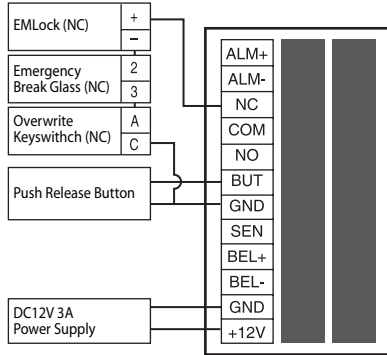 EMLock (NC)
+
–
Emergency
Break Glass (NC)
2
3
Overwrite
Keyswithch (NC)
A
C
Push Release Button
DC12V 3A
Power Supply
ALM+
ALM-
NC
COM
NO
BUT
GND
SEN
BEL+
BEL-
GND
+12V